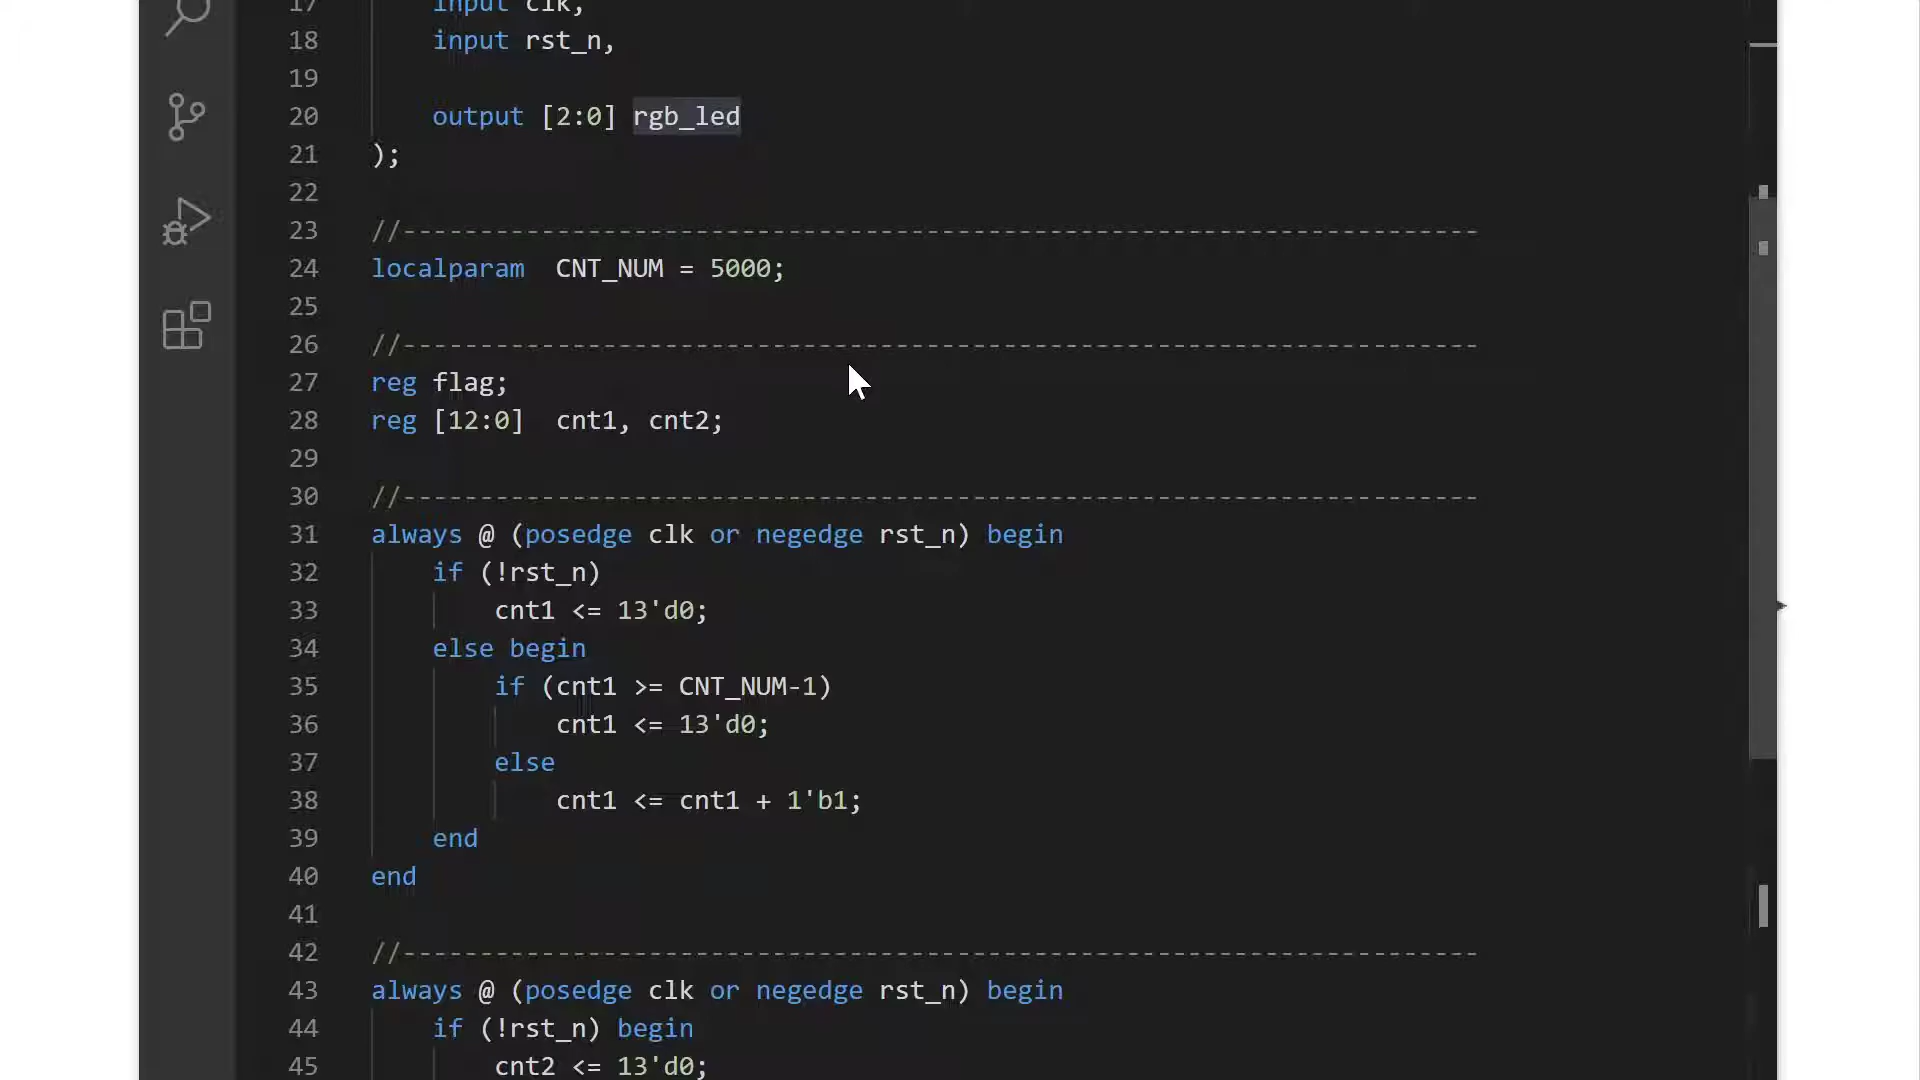 17 input clk,
18 input rst_n,
19
20 output [2:0] rgb_led
21 );
22
23 //----------------------------------------------------------------------
24 localparam  CNT_NUM = 5000;
25
26 //----------------------------------------------------------------------
27 reg flag;
28 reg [12:0]  cnt1, cnt2;
29
30 //----------------------------------------------------------------------
31 always @ (posedge clk or negedge rst_n) begin
32 if (!rst_n)
33 cnt1 <= 13'd0;
34 else begin
35 if (cnt1 >= CNT_NUM-1)
36 cnt1 <= 13'd0;
37 else
38 cnt1 <= cnt1 + 1'b1;
39 end
40 end
41
42 //----------------------------------------------------------------------
43 always @ (posedge clk or negedge rst_n) begin
44 if (!rst_n) begin
45 cnt2 <= 13'd0;